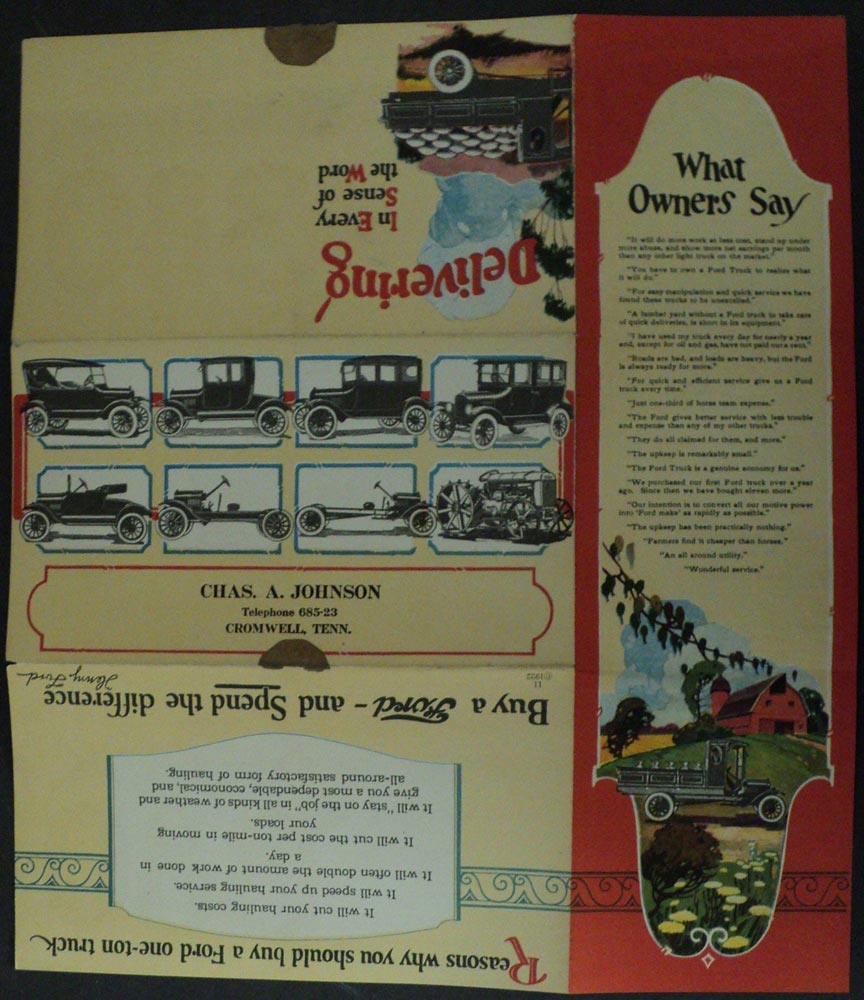 Delivering
In Every
Sense of
the Word
CHAS. A. JOHNSON
Telephone 685-23
CROMWELL, TENN.
Buy a Ford - and Spend the difference
Henry Ford
11
©1922
Reasons why you should buy a Ford one-ton truck
It will cut your hauling costs.
It will speed up your hauling service.
It will often double the amount of work done in
a day.
It will cut the cost per ton-mile in moving
your loads.
It will "stay on the job" in all kinds of weather and
give you a most dependable, economical, and
all-around satisfactory form of hauling.
What
Owners Say
"It will do more work at less cost, stand up under
more abuse, and show more net earnings per month
than any other light truck on the market."
"You have to own a Ford Truck to realize what
it will do."
"For easy manipulation and quick service we have
found these trucks to be unexcelled."
"A lumber yard without a Ford truck to take care
of quick deliveries, is short in its equipment."
"I have used my truck every day for nearly a year
and, except for oil and gas, have not paid out a cent."
"Roads are bad, and loads are heavy, but the Ford
is always ready for more."
"For quick and efficient service give us a Ford
truck every time."
"Just one-third of horse team expense."
"The Ford gives better service with less trouble
and expense than any of my other trucks."
"They do all claimed for them, and more."
"The upkeep is remarkably small."
"The Ford Truck is a genuine economy for us."
"We purchased our first Ford truck over a year
ago. Since then we have bought eleven more."
"Our intention is to convert all our motive power
into 'Ford make' as rapidly as possible."
"The upkeep has been practically nothing."
"Farmers find it cheaper than horses."
"An all around utility."
"Wonderful service."